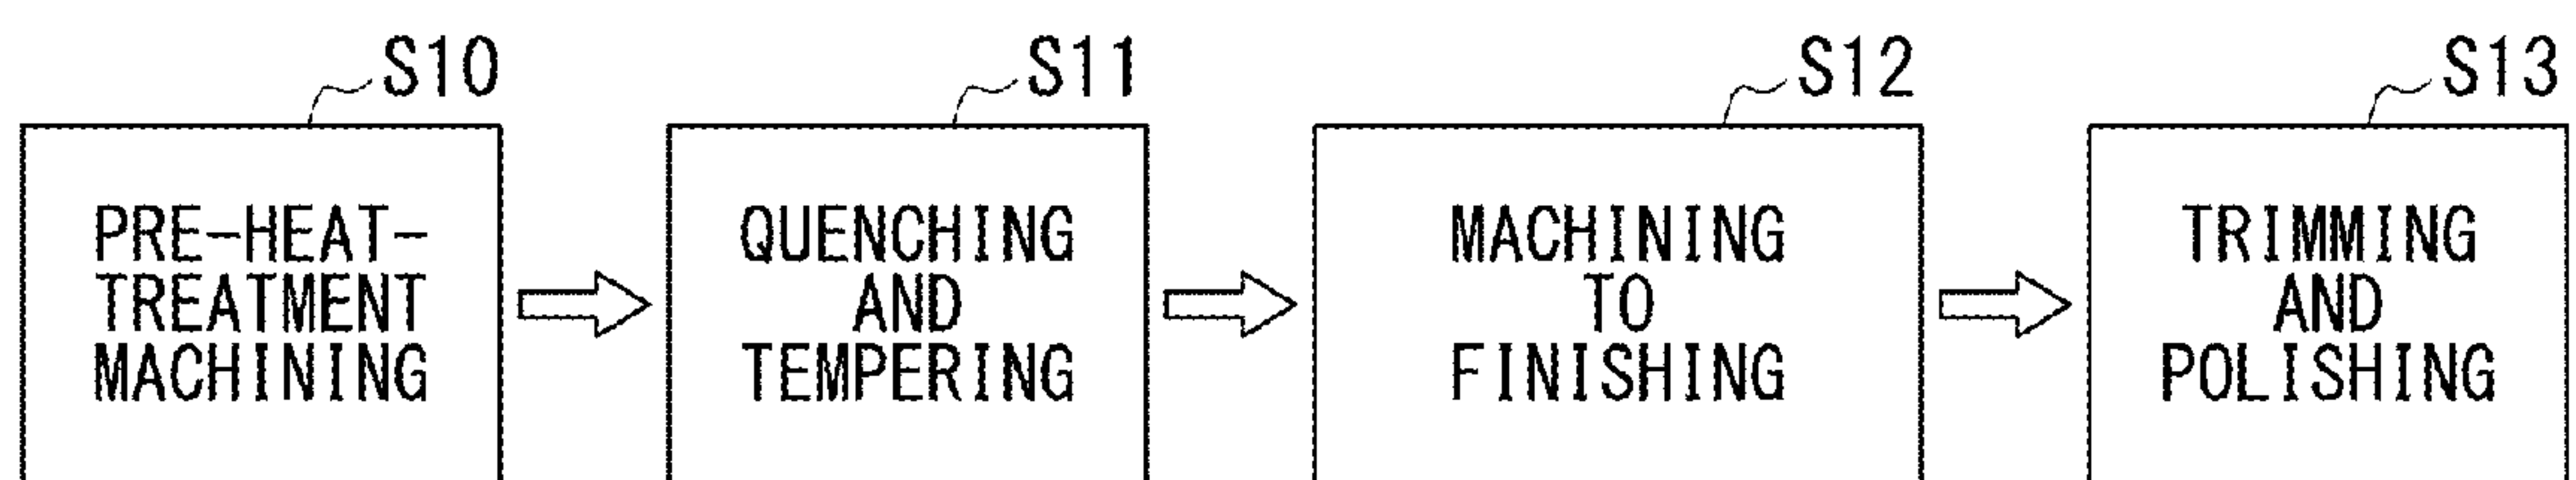 S10
S11
S12
S13
PRE-HEAT-
TREATMENT
MACHINING
QUENCHING
AND
TEMPERING
MACHINING
TO
FINISHING
TRIMMING
AND
POLISHING